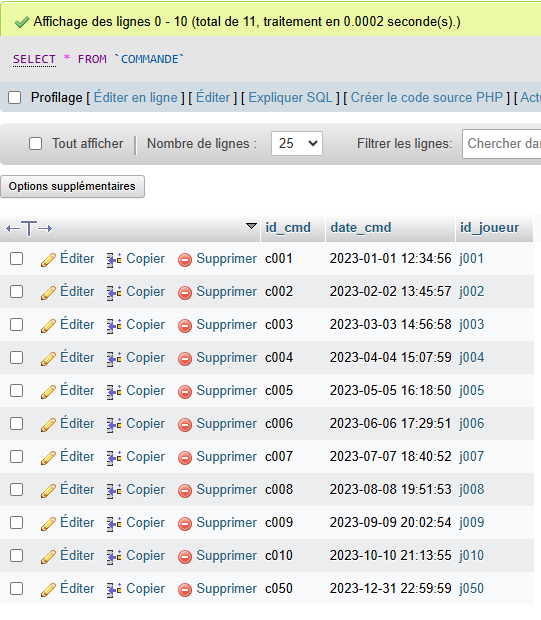 Affichage des lignes 0 - 10 (total de 11, traitement en 0.0002 seconde(s).)
SELECT * FROM `COMMANDE`
Profilage [ Éditer en ligne ] [ Éditer ] [ Expliquer SQL ] [ Créer le code source PHP ] [ Actu
Tout afficher Nombre de lignes : 25 Filtrer les lignes: Chercher dan
Options supplémentaires
id_cmd date_cmd id_joueur
Éditer Copier Supprimer c001 2023-01-01 12:34:56 j001
Éditer Copier Supprimer c002 2023-02-02 13:45:57 j002
Éditer Copier Supprimer c003 2023-03-03 14:56:58 j003
Éditer Copier Supprimer c004 2023-04-04 15:07:59 j004
Éditer Copier Supprimer c005 2023-05-05 16:18:50 j005
Éditer Copier Supprimer c006 2023-06-06 17:29:51 j006
Éditer Copier Supprimer c007 2023-07-07 18:40:52 j007
Éditer Copier Supprimer c008 2023-08-08 19:51:53 j008
Éditer Copier Supprimer c009 2023-09-09 20:02:54 j009
Éditer Copier Supprimer c010 2023-10-10 21:13:55 j010
Éditer Copier Supprimer c050 2023-12-31 22:59:59 j050